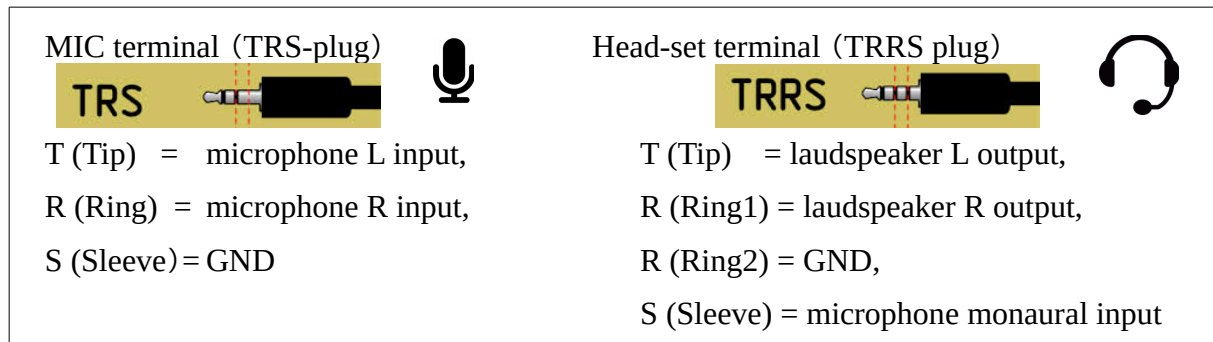 MIC terminal（TRS-plug）
TRS
T (Tip) = microphone L input,
R (Ring) = microphone R input,
S (Sleeve）= GND
Head-set terminal（TRRS plug）
TRRS
T (Tip) = laudspeaker L output,
R (Ring1) = laudspeaker R output,
R (Ring2) = GND,
S (Sleeve) = microphone monaural input